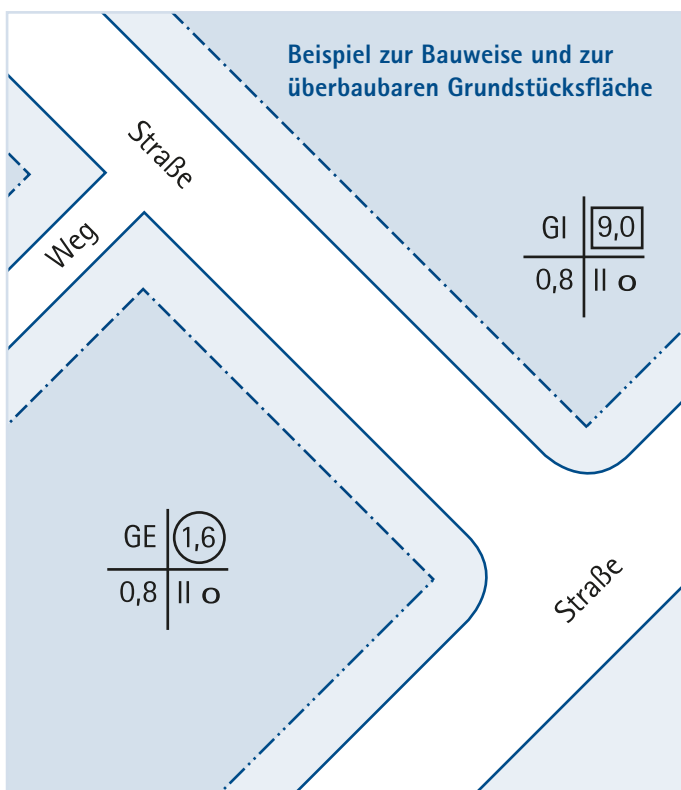 Beispiel zur Bauweise und zur
überbaubaren Grundstücksfläche
Straße
Weg
GI 9,0
0,8 II o
GE 1,6
0,8 II o
Straße